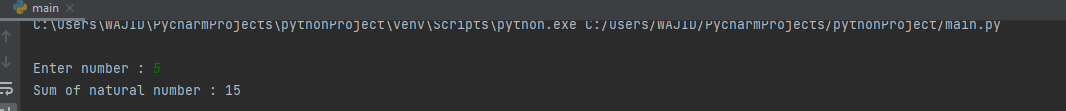 main
C:\Users\WAJID\PycharmProjects\pythonProject\venv\Scripts\python.exe C:/Users/WAJID/PycharmProjects/pythonProject/main.py
Enter number : 5
Sum of natural number : 15